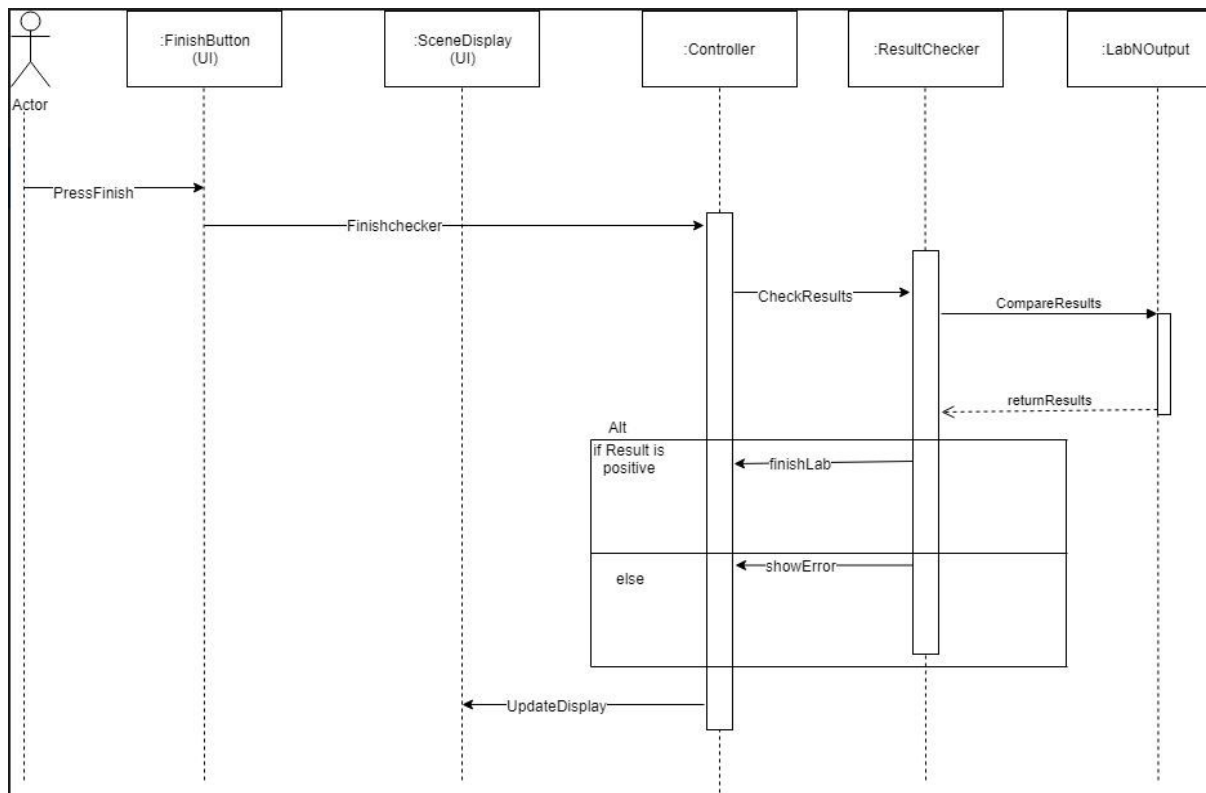 :FinishButton
(UI)
:SceneDisplay
(UI)
:Controller
:ResultChecker
:LabNOutput
Actor
PressFinish
Finishchecker
CheckResults
CompareResults
returnResults
Alt
if Result is
positive
finishLab
showError
else
UpdateDisplay